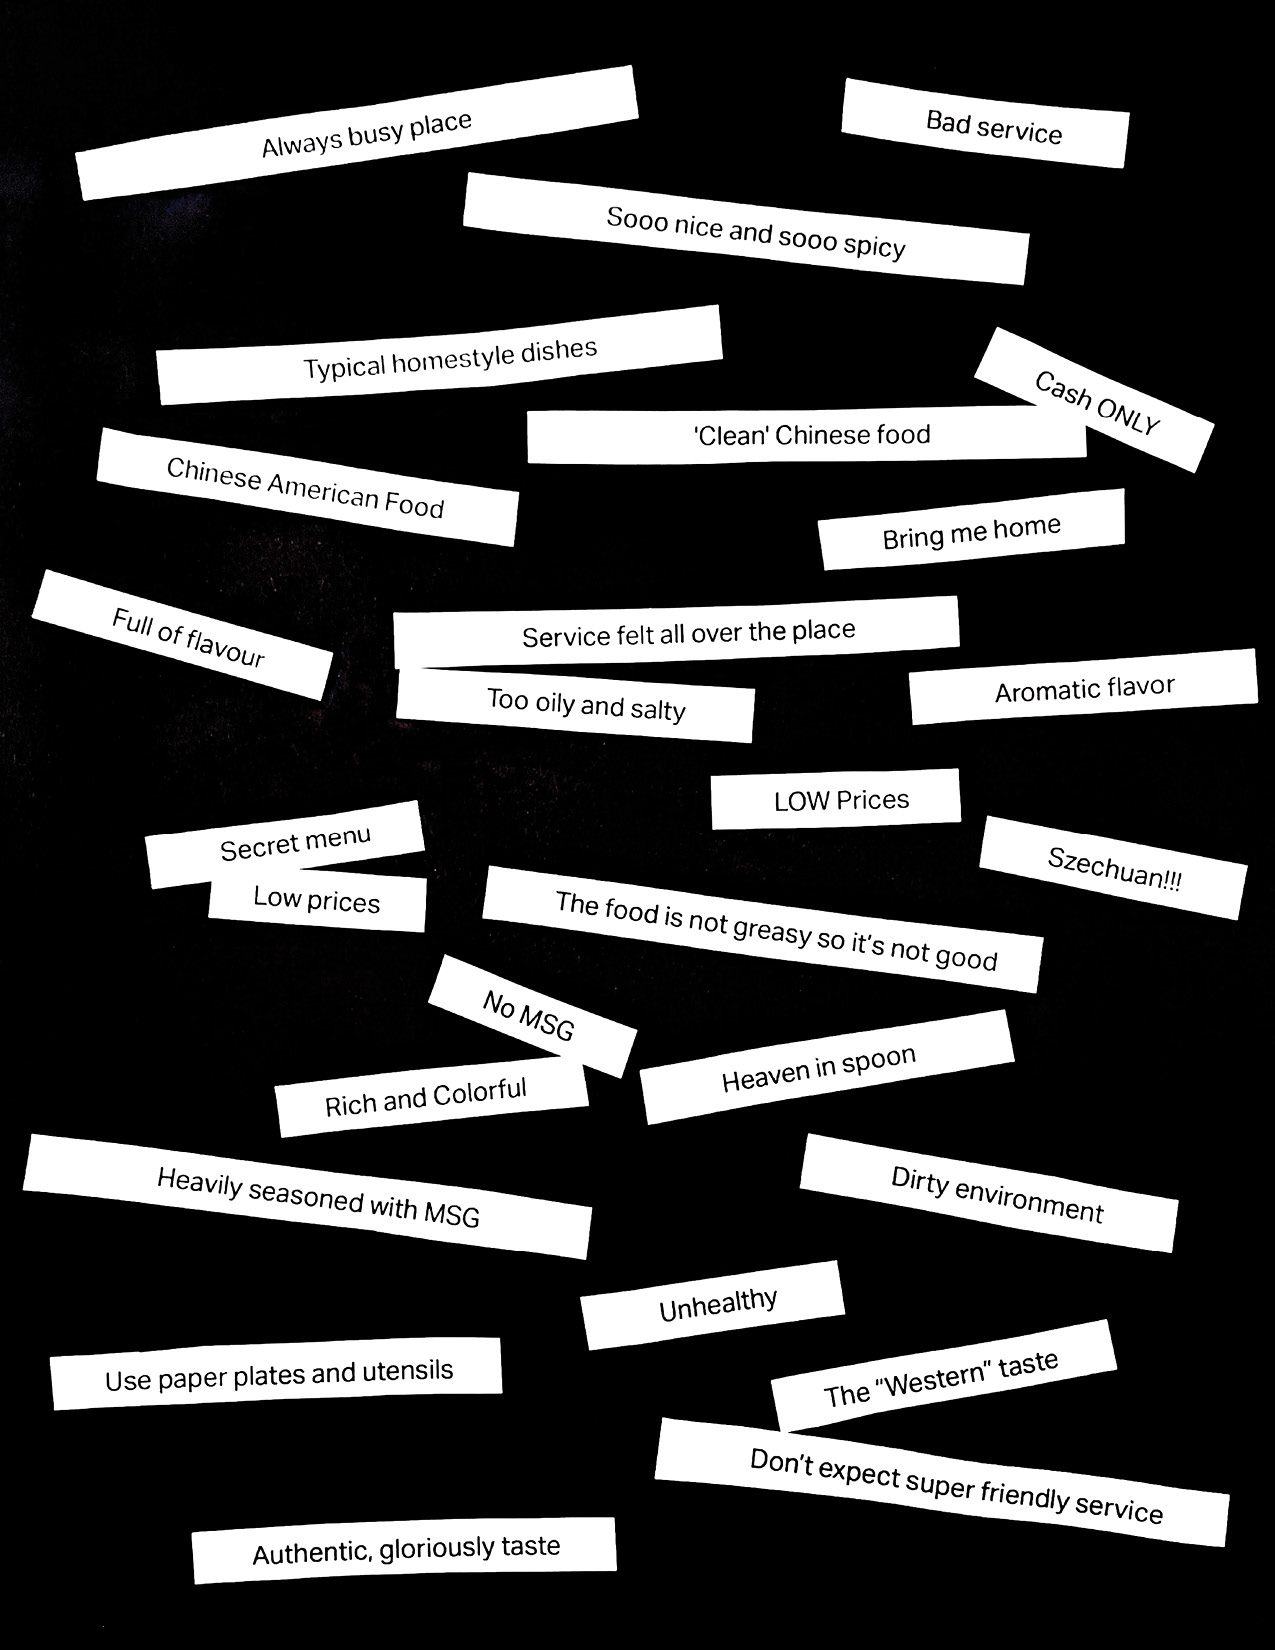 Always busy place
Bad service
Sooo nice and sooo spicy
Typical homestyle dishes
Cash ONLY
'Clean' Chinese food
Chinese American Food
Bring me home
Full of flavour
Service felt all over the place
Too oily and salty
Aromatic flavor
LOW Prices
Secret menu
Szechuan!!!
Low prices
The food is not greasy so it's not good
No MSG
Heaven in spoon
Rich and Colorful
Heavily seasoned with MSG
Dirty environment
Unhealthy
Use paper plates and utensils
The "Western" taste
Don't expect super friendly service
Authentic, gloriously taste